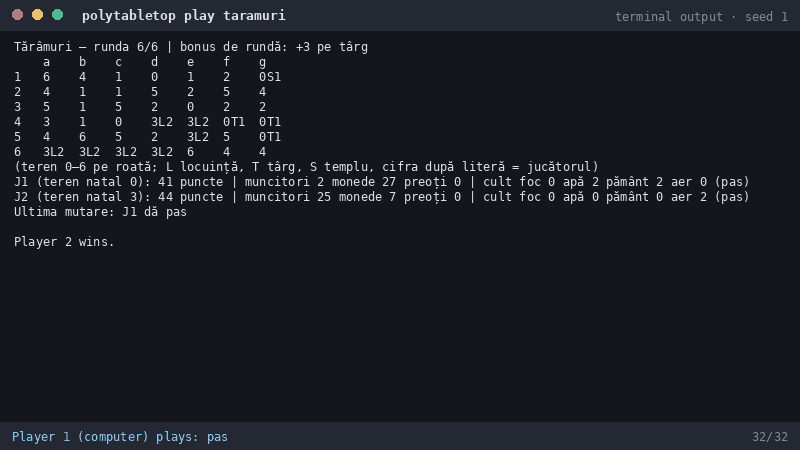 polytabletop play taramuri
terminal output · seed 1
Tărâmuri — runda 6/6 | bonus de rundă: +3 pe târg
a b c d e f g
1 6 4 1 0 1 2 0S1
2 4 1 1 5 2 5 4
3 5 1 5 2 0 2 2
4 3 1 0 3L2 3L2 0T1 0T1
5 4 6 5 2 3L2 5 0T1
6 3L2 3L2 3L2 3L2 6 4 4
(teren 0–6 pe roată; L locuință, T târg, S templu, cifra după literă = jucătorul)
J1 (teren natal 0): 41 puncte | muncitori 2 monede 27 preoți 0 | cult foc 0 apă 2 pământ 2 aer 0 (pas)
J2 (teren natal 3): 44 puncte | muncitori 25 monede 7 preoți 0 | cult foc 0 apă 0 pământ 0 aer 2 (pas)
Ultima mutare: J1 dă pas
Player 2 wins.
Player 1 (computer) plays: pas
32/32